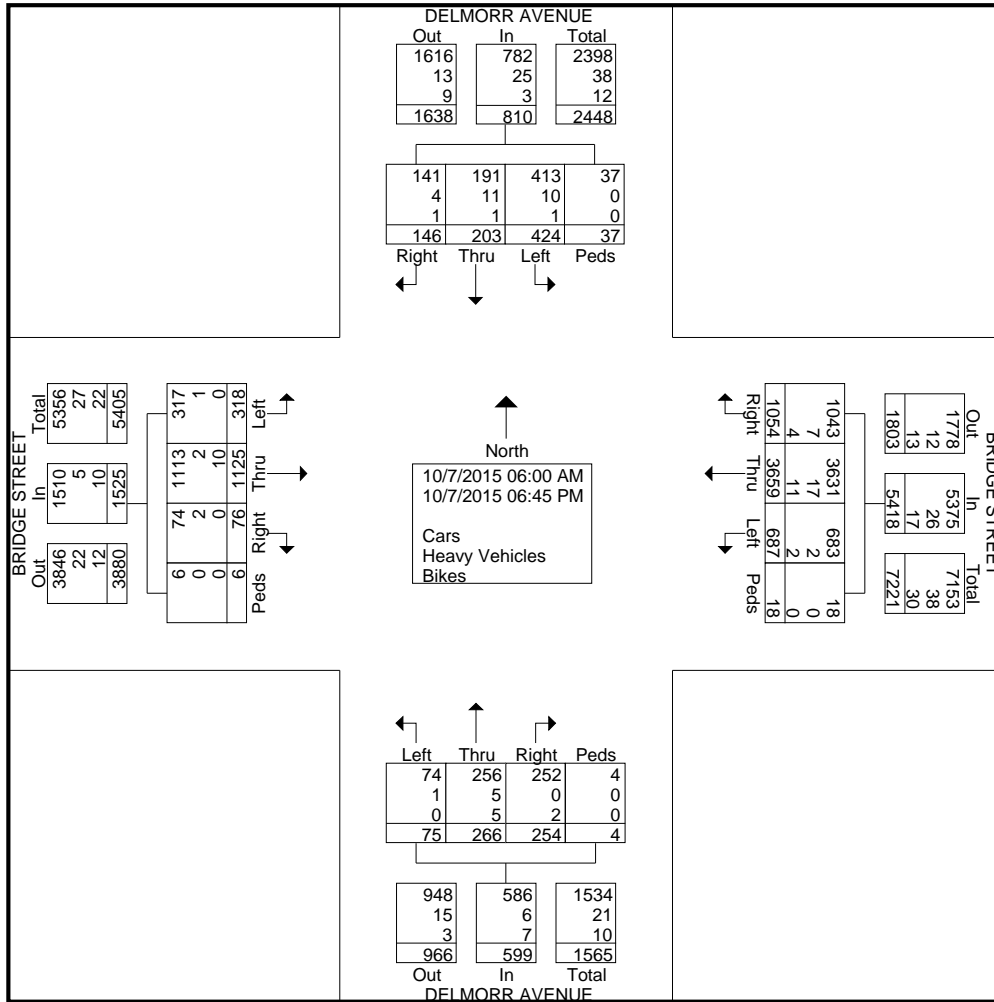 DELMORR AVENUE
Out In Total
1616 782 2398
13 25 38
9 3 12
1638 810 2448
141 191 413 37
4 11 10 0
1 1 1 0
146 203 424 37
Right Thru Left Peds
BRIDGE STREET
Total In Out
5356 1510 3846
27 5 22
22 10 12
5405 1525 3880
317 1113 74 6
1 2 2 0
0 10 0 0
318 1125 76 6
Left Thru Right Peds
North
10/7/2015 06:00 AM
10/7/2015 06:45 PM
Cars
Heavy Vehicles
Bikes
Right Thru Left Peds
1054 3659 687 18
4 11 2 0
7 17 2 0
1043 3631 683 18
Out In Total
1803 5418 7221
13 17 30
12 26 38
1778 5375 7153
BRIDGE STREET
Left Thru Right Peds
74 256 252 4
1 5 0 0
0 5 2 0
75 266 254 4
948 586 1534
15 6 21
3 7 10
966 599 1565
Out In Total
DELMORR AVENUE